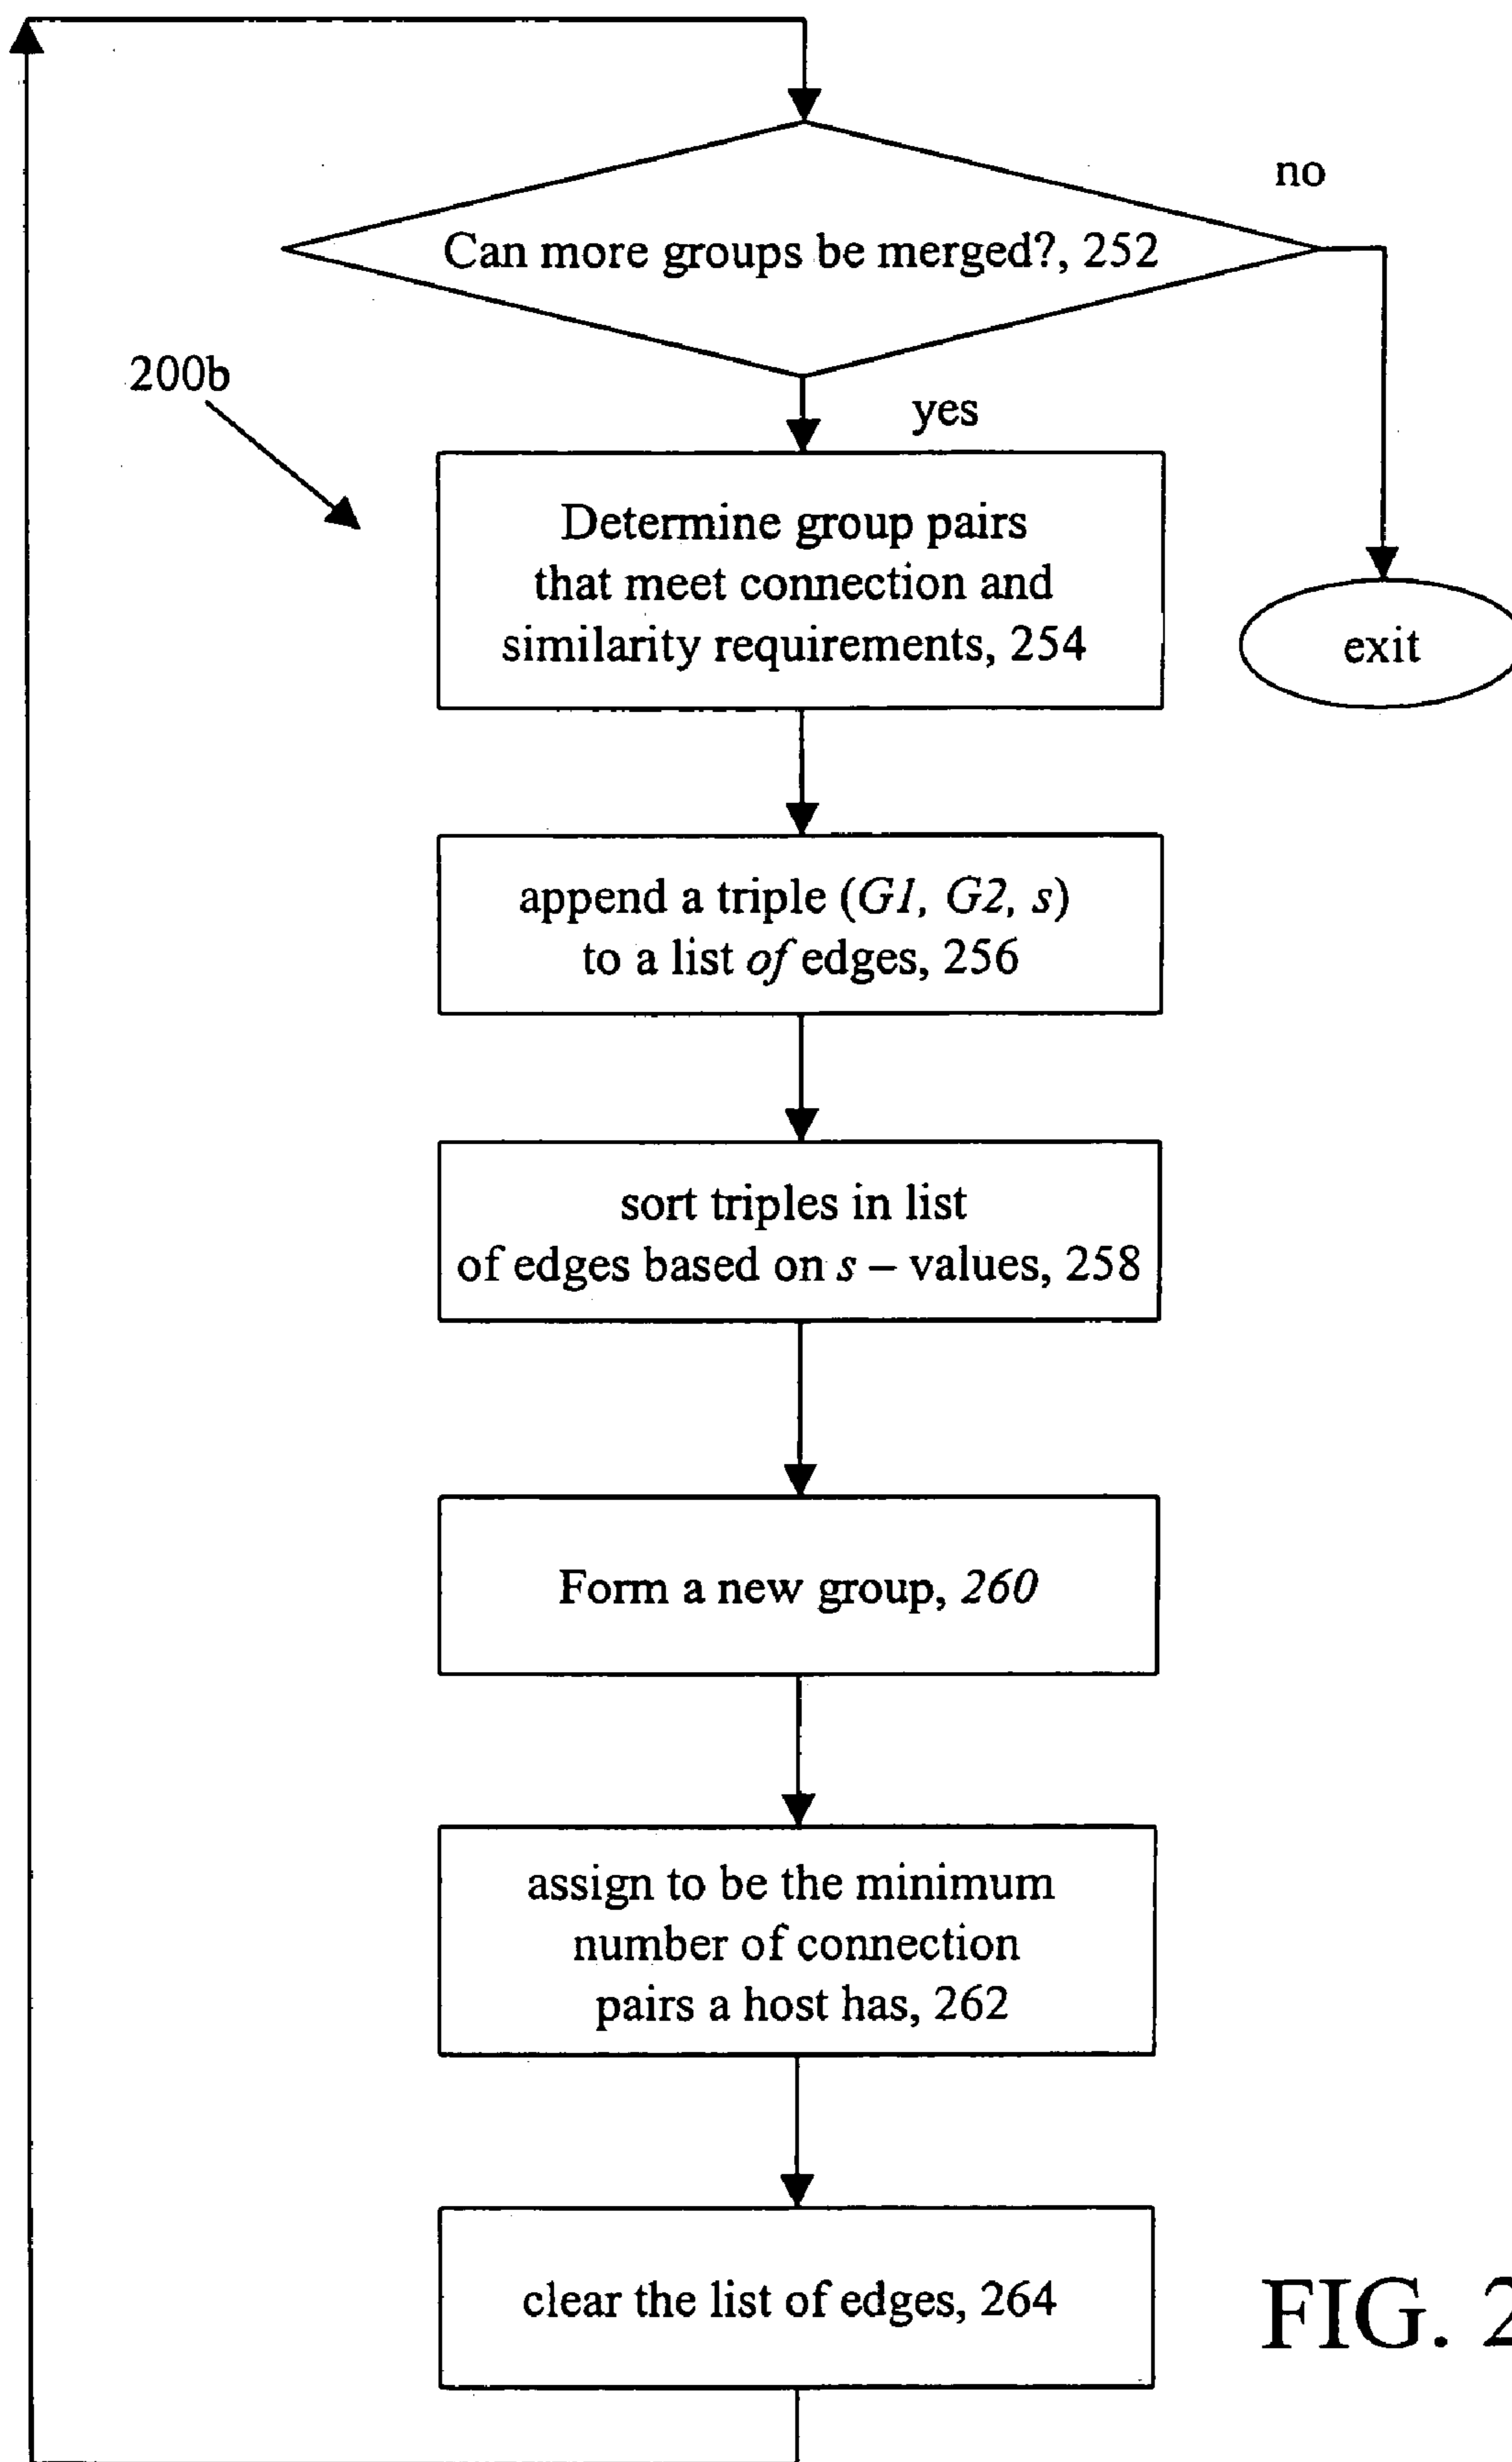 no
Can more groups be merged?, 252
200b
yes
Determine group pairs
that meet connection and
similarity requirements, 254
exit
append a triple (G1, G2, s)
to a list of edges, 256
sort triples in list
of edges based on s – values, 258
Form a new group, 260
assign to be the minimum
number of connection
pairs a host has, 262
clear the list of edges, 264
FIG. 2